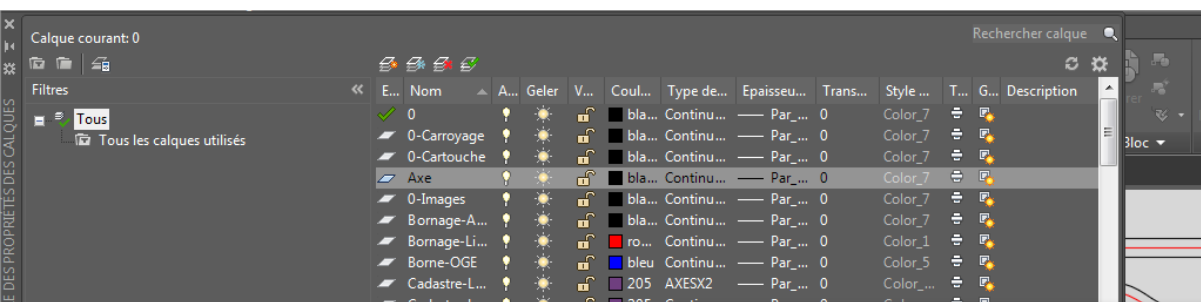 Calque courant: 0
Rechercher calque
Filtres
E... Nom A... Geler V... Coul... Type de... Epaisseu... Trans... Style ... T... G... Description
Tous
Tous les calques utilisés
0 bla... Continu... Par_... 0 Color_7
0-Carroyage bla... Continu... Par_... 0 Color_7
0-Cartouche bla... Continu... Par_... 0 Color_7
Axe bla... Continu... Par_... 0 Color_7
0-Images bla... Continu... Par_... 0 Color_7
Bornage-A... bla... Continu... Par_... 0 Color_7
Bornage-Li... ro... Continu... Par_... 0 Color_1
Borne-OGE bleu Continu... Par_... 0 Color_5
Cadastre-L... 205 AXESX2 Par_... 0 Color_...
E DES PROPRIETES DES CALQUES
rer
Bloc